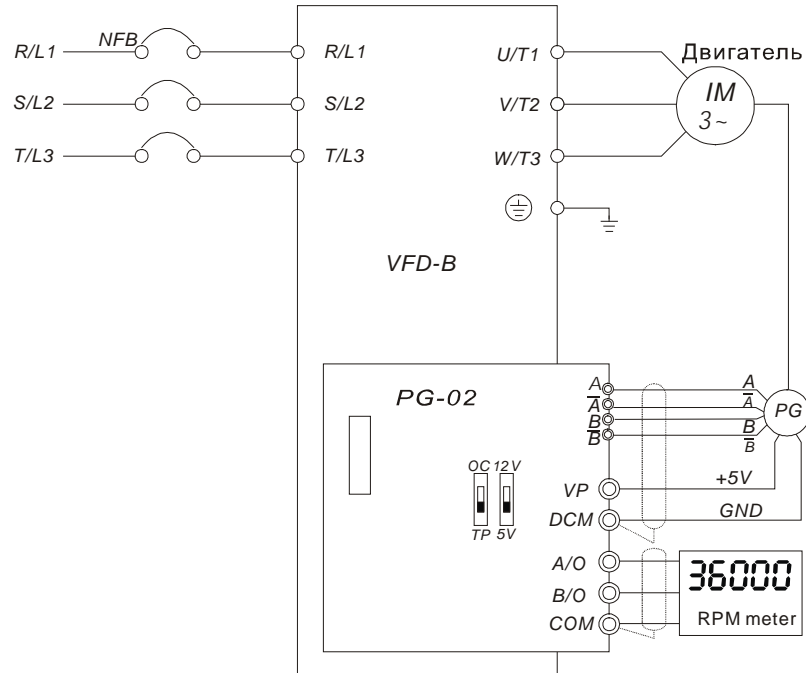 R/L1 NFB R/L1 U/T1 Двигатель
S/L2 S/L2 V/T2 IM
3~
T/L3 T/L3 W/T3
VFD-B
PG-02
A A
A̅ A̅
B B
B̅ B̅
PG
OC 12V
TP 5V
VP +5V
DCM GND
A/O
B/O
COM
36000
RPM meter